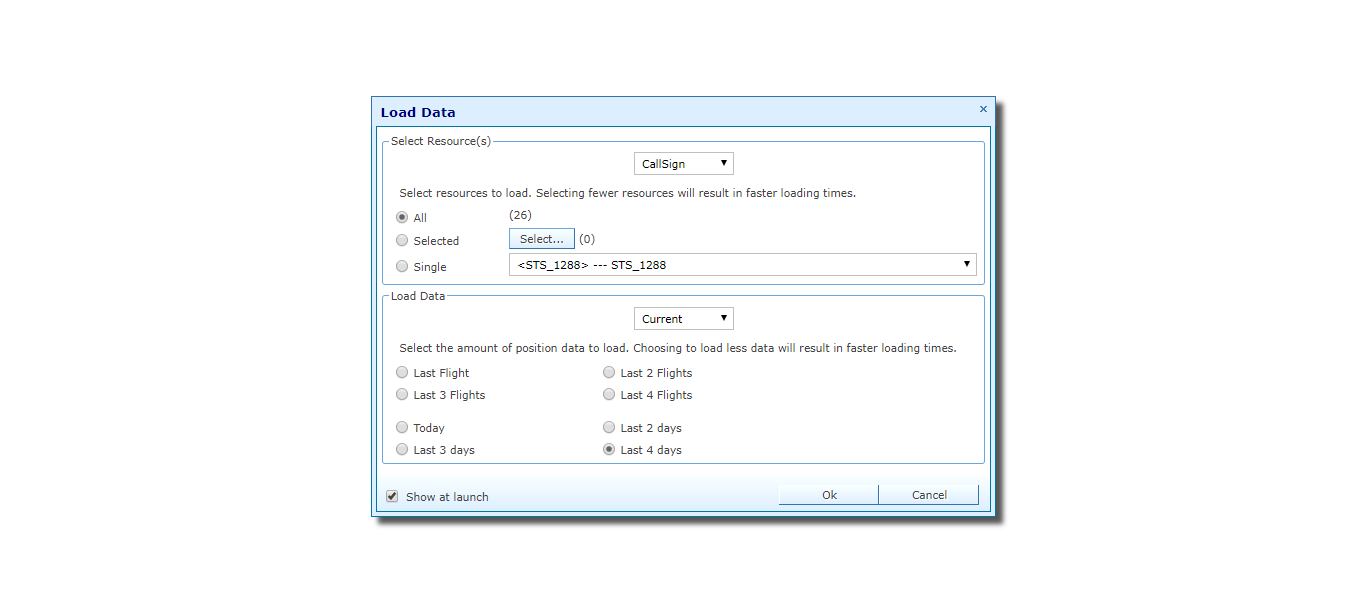 Load Data
Select Resource(s)
CallSign
Select resources to load. Selecting fewer resources will result in faster loading times.
All (26)
Selected Select... (0)
Single <STS_1288> --- STS_1288
Load Data
Current
Select the amount of position data to load. Choosing to load less data will result in faster loading times.
Last Flight Last 2 Flights
Last 3 Flights Last 4 Flights
Today Last 2 days
Last 3 days Last 4 days
Show at launch Ok Cancel